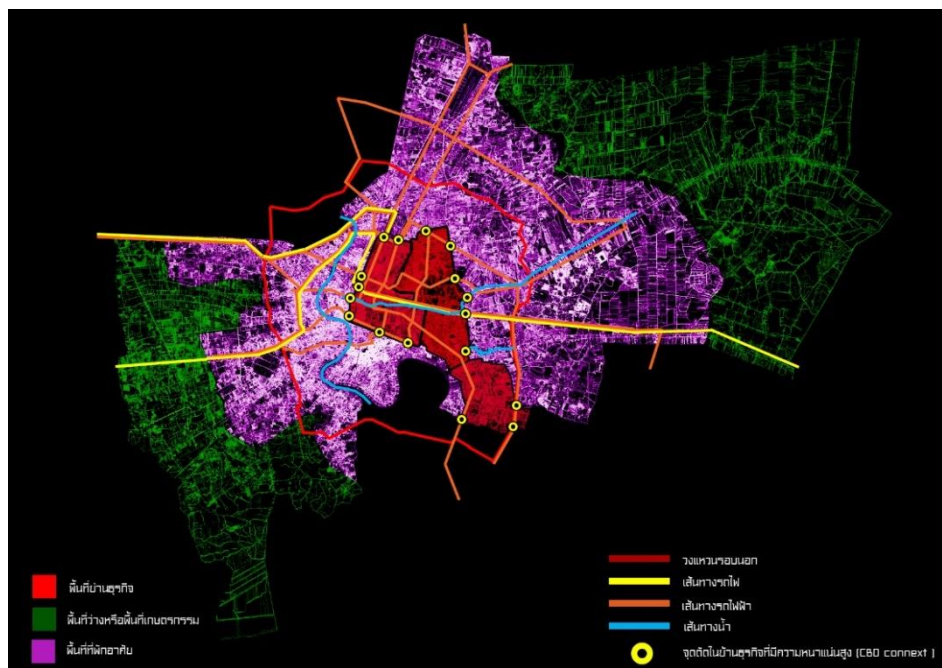 พื้นที่ย่านธุรกิจ
พื้นที่ว่างหรือพื้นที่เกษตรกรรม
พื้นที่ที่พักอาศัย
วงแหวนรอบนอก
เส้นทางรถไฟ
เส้นทางรถไฟฟ้า
เส้นทางน้ำ
จุดตัดในย่านธุรกิจที่มีความหนาแน่นสูง (CBD connext )